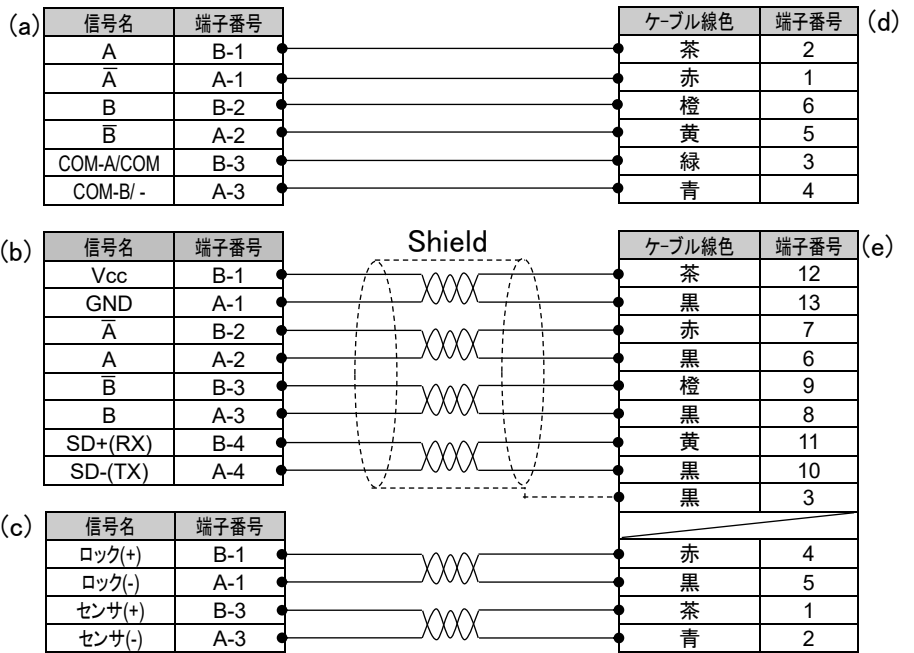 (a) 信号名 端子番号 ケーブル線色 端子番号 (d)
A B-1 茶 2
A̅ A-1 赤 1
B B-2 橙 6
B̅ A-2 黄 5
COM-A/COM B-3 緑 3
COM-B/ - A-3 青 4
(b) 信号名 端子番号 Shield ケーブル線色 端子番号 (e)
Vcc B-1 茶 12
GND A-1 黒 13
A̅ B-2 赤 7
A A-2 黒 6
B̅ B-3 橙 9
B A-3 黒 8
SD+(RX) B-4 黄 11
SD-(TX) A-4 黒 10
黒 3
(c) 信号名 端子番号
ロック(+) B-1 赤 4
ロック(-) A-1 黒 5
センサ(+) B-3 茶 1
センサ(-) A-3 青 2